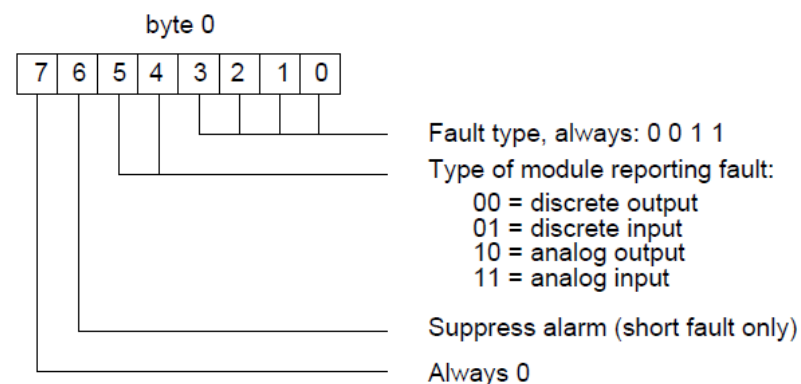 byte 0
7 6 5 4 3 2 1 0
Fault type, always: 0 0 1 1
Type of module reporting fault:
00 = discrete output
01 = discrete input
10 = analog output
11 = analog input
Suppress alarm (short fault only)
Always 0